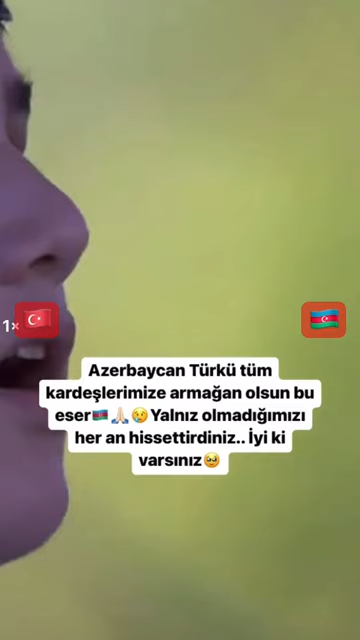 1×
Azerbaycan Türkü tüm
kardeşlerimize armağan olsun bu
eser🇦🇿🙏🏻😢Yalnız olmadığımızı
her an hissettirdiniz.. İyi ki
varsınız🥹